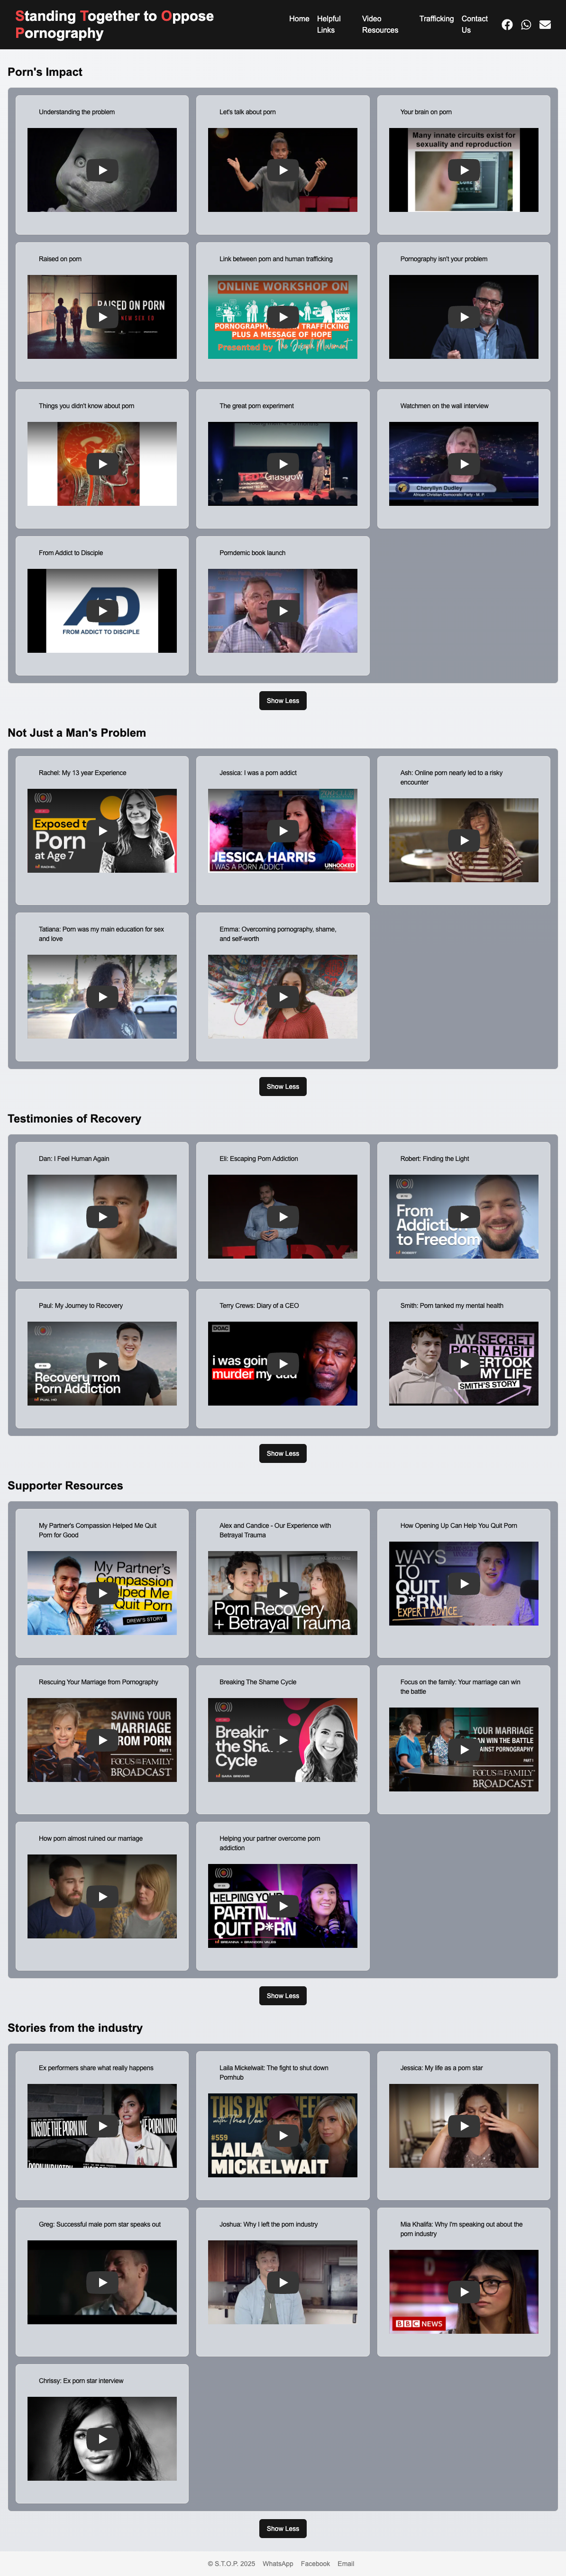 Standing Together to Oppose
Pornography
Home
Helpful
Links
Video
Resources
Trafficking
Contact
Us
Porn's Impact
Understanding the problem
Let's talk about porn
Your brain on porn
Many innate circuits exist for
sexuality and reproduction
Raised on porn
Link between porn and human trafficking
Pornography isn't your problem
RAISED ON PORN
NEW SEX ED
ONLINE WORKSHOP ON
PORNOGRAPHY TRAFFICKING
PLUS A MESSAGE OF HOPE
Presented by The Joseph Movement
Things you didn't know about porn
The great porn experiment
Watchmen on the wall interview
Glasgow
Cheryllyn Dudley
African Christian Democratic Party - M. P.
From Addict to Disciple
Porndemic book launch
AD
FROM ADDICT TO DISCIPLE
Show Less
Not Just a Man's Problem
Rachel: My 13 year Experience
Jessica: I was a porn addict
Ash: Online porn nearly led to a risky
encounter
Exposed to
Porn
at Age 7
RACHEL
JESSICA HARRIS
I WAS A PORN ADDICT
UNHOOKED
Tatiana: Porn was my main education for sex
and love
Emma: Overcoming pornography, shame,
and self-worth
Show Less
Testimonies of Recovery
Dan: I Feel Human Again
Eli: Escaping Porn Addiction
Robert: Finding the Light
From
Addiction
to Freedom
ROBERT
Paul: My Journey to Recovery
Terry Crews: Diary of a CEO
Smith: Porn tanked my mental health
Recovery from
Porn Addiction
DOAC
i was going
murder my dad
MY SECRET
PORN HABIT
MY LIFE
SMITH'S STORY
Show Less
Supporter Resources
My Partner's Compassion Helped Me Quit
Porn for Good
Alex and Candice - Our Experience with
Betrayal Trauma
How Opening Up Can Help You Quit Porn
My Partner's
Compassion
Helped Me
Quit Porn
DREW'S STORY
Porn Recovery
+ Betrayal Trauma
WAYS
TO
QUIT
P*RN!
EXPERT ADVICE
Rescuing Your Marriage from Pornography
Breaking The Shame Cycle
Focus on the family: Your marriage can win
the battle
SAVING YOUR
MARRIAGE
FROM PORN
PART 1
FOCUS ON THE FAMILY
BROADCAST
Breaking
the Shame
Cycle
YOUR MARRIAGE
CAN WIN THE BATTLE
AGAINST PORNOGRAPHY
PART 1
FOCUS ON THE FAMILY
BROADCAST
How porn almost ruined our marriage
Helping your partner overcome porn
addiction
HELPING YOUR
PARTNER
QUIT P*RN
Show Less
Stories from the industry
Ex performers share what really happens
Laila Mickelwait: The fight to shut down
Pornhub
Jessica: My life as a porn star
INSIDE THE PORN INDUSTRY
THIS PAST WEEKEND
with Theo Von
#559
LAILA
MICKELWAIT
Greg: Successful male porn star speaks out
Joshua: Why I left the porn industry
Mia Khalifa: Why I'm speaking out about the
porn industry
BBC NEWS
Chrissy: Ex porn star interview
Show Less
© S.T.O.P. 2025
WhatsApp
Facebook
Email